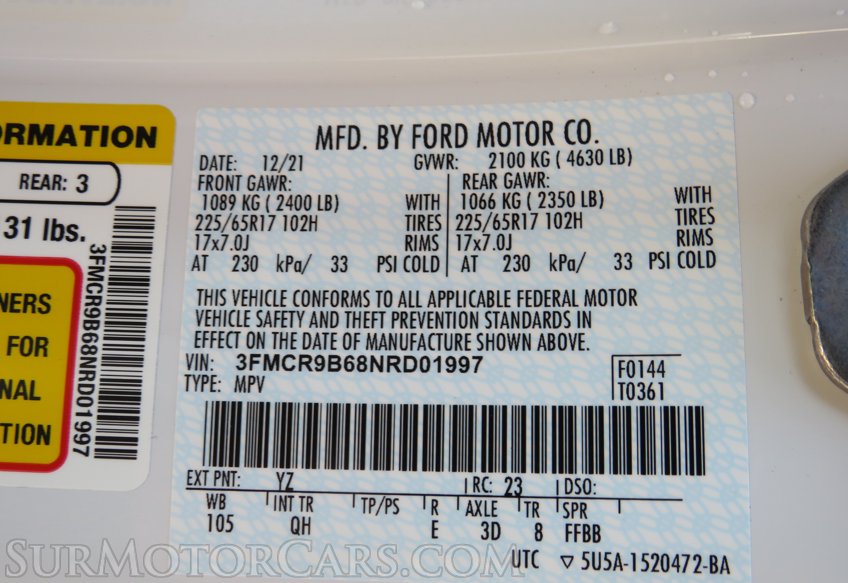 ORMATION
REAR: 3
31 lbs.
NERS
FOR
NAL
TION
3FMCR9B68NRD01997
MFD. BY FORD MOTOR CO.
DATE: 12/21 GVWR: 2100 KG ( 4630 LB)
FRONT GAWR: REAR GAWR:
1089 KG ( 2400 LB) WITH 1066 KG ( 2350 LB) WITH
225/65R17 102H TIRES 225/65R17 102H TIRES
17x7.0J RIMS 17x7.0J RIMS
AT 230 kPa/ 33 PSI COLD AT 230 kPa/ 33 PSI COLD
THIS VEHICLE CONFORMS TO ALL APPLICABLE FEDERAL MOTOR
VEHICLE SAFETY AND THEFT PREVENTION STANDARDS IN
EFFECT ON THE DATE OF MANUFACTURE SHOWN ABOVE.
VIN: 3FMCR9B68NRD01997 F0144
TYPE: MPV T0361
EXT PNT: YZ RC: 23 DSO:
WB INT TR TP/PS R AXLE TR SPR
105 QH E 3D 8 FFBB
UTC ▽ 5U5A-1520472-BA
SurMotorCars.com